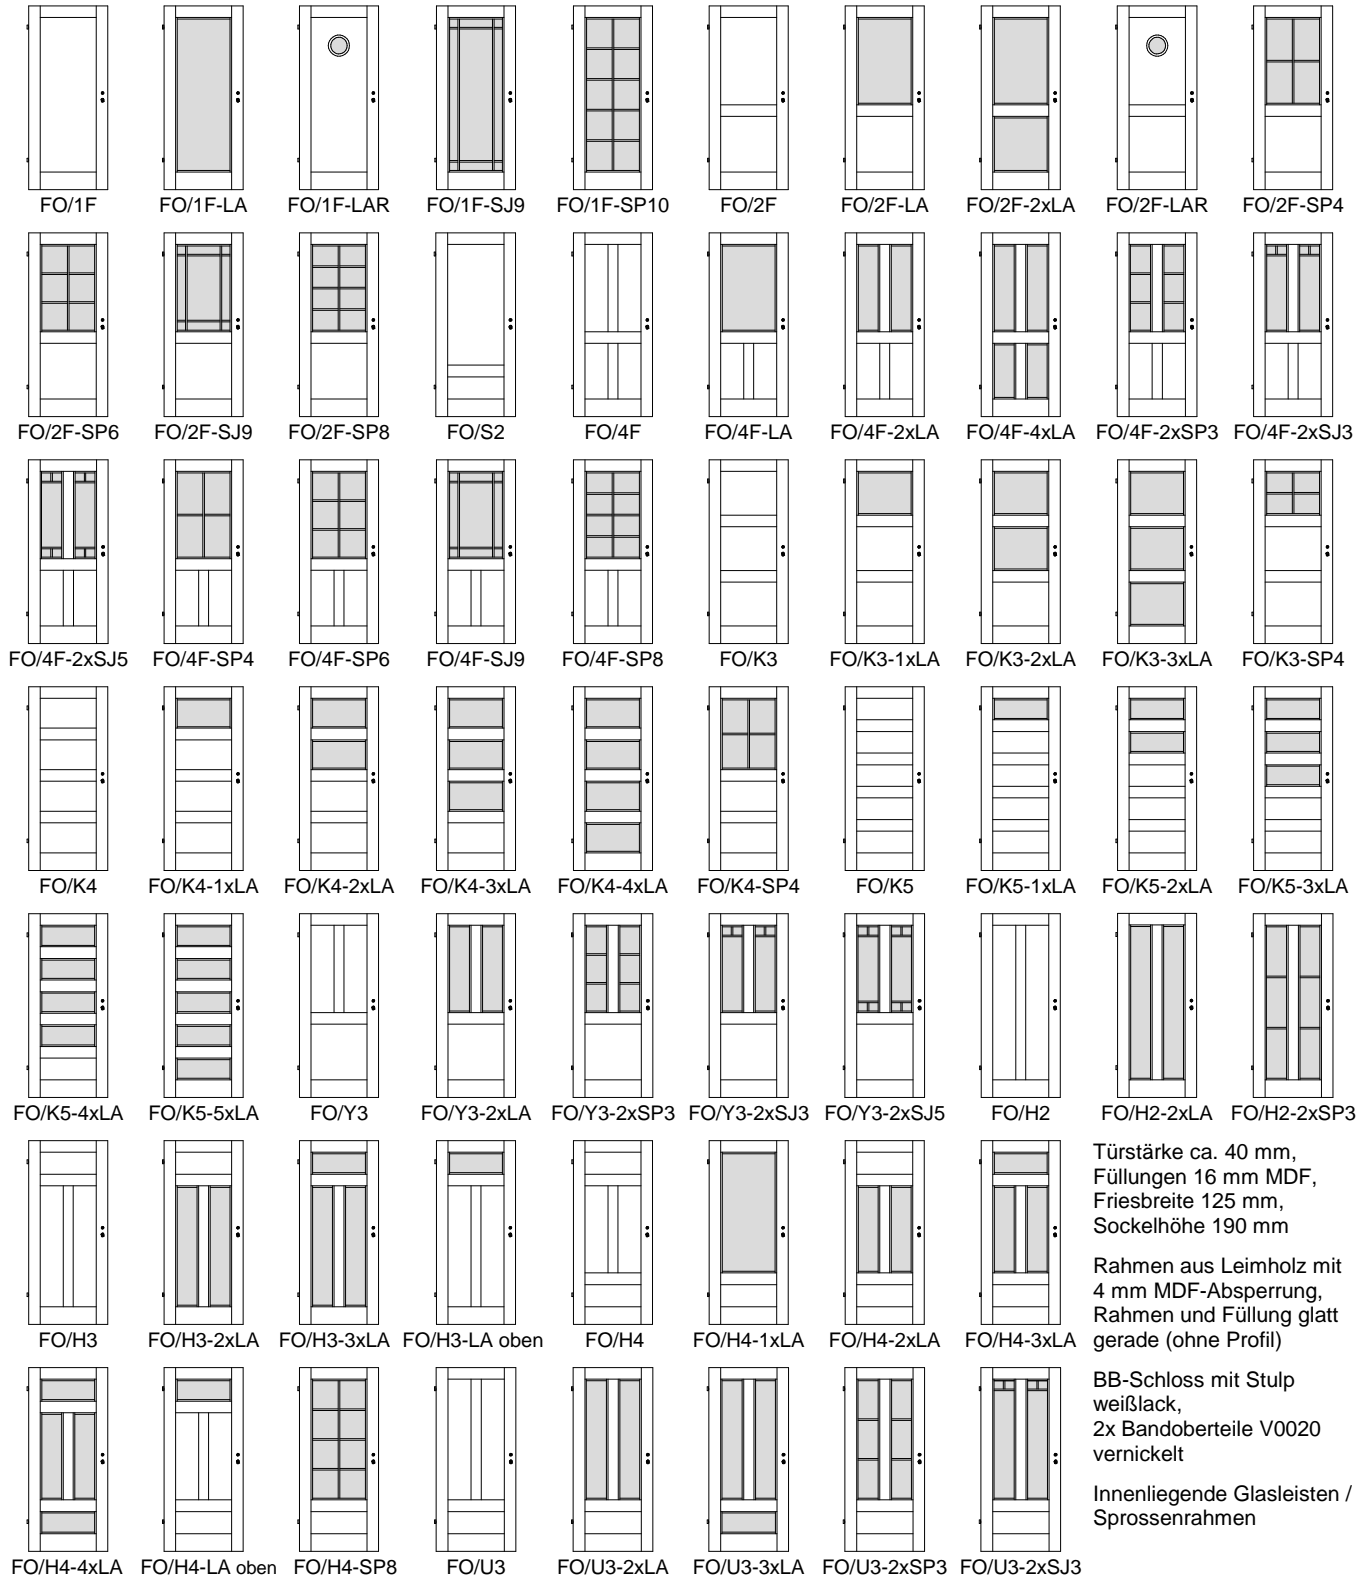 FO/1F FO/1F-LA FO/1F-LAR FO/1F-SJ9 FO/1F-SP10 FO/2F FO/2F-LA FO/2F-2xLA FO/2F-LAR FO/2F-SP4
FO/2F-SP6 FO/2F-SJ9 FO/2F-SP8 FO/S2 FO/4F FO/4F-LA FO/4F-2xLA FO/4F-4xLA FO/4F-2xSP3 FO/4F-2xSJ3
FO/4F-2xSJ5 FO/4F-SP4 FO/4F-SP6 FO/4F-SJ9 FO/4F-SP8 FO/K3 FO/K3-1xLA FO/K3-2xLA FO/K3-3xLA FO/K3-SP4
FO/K4 FO/K4-1xLA FO/K4-2xLA FO/K4-3xLA FO/K4-4xLA FO/K4-SP4 FO/K5 FO/K5-1xLA FO/K5-2xLA FO/K5-3xLA
FO/K5-4xLA FO/K5-5xLA FO/Y3 FO/Y3-2xLA FO/Y3-2xSP3 FO/Y3-2xSJ3 FO/Y3-2xSJ5 FO/H2 FO/H2-2xLA FO/H2-2xSP3
FO/H3 FO/H3-2xLA FO/H3-3xLA FO/H3-LA oben FO/H4 FO/H4-1xLA FO/H4-2xLA FO/H4-3xLA
FO/H4-4xLA FO/H4-LA oben FO/H4-SP8 FO/U3 FO/U3-2xLA FO/U3-3xLA FO/U3-2xSP3 FO/U3-2xSJ3
Türstärke ca. 40 mm,
Füllungen 16 mm MDF,
Friesbreite 125 mm,
Sockelhöhe 190 mm
Rahmen aus Leimholz mit
4 mm MDF-Absperrung,
Rahmen und Füllung glatt
gerade (ohne Profil)
BB-Schloss mit Stulp
weißlack,
2x Bandoberteile V0020
vernickelt
Innenliegende Glasleisten /
Sprossenrahmen